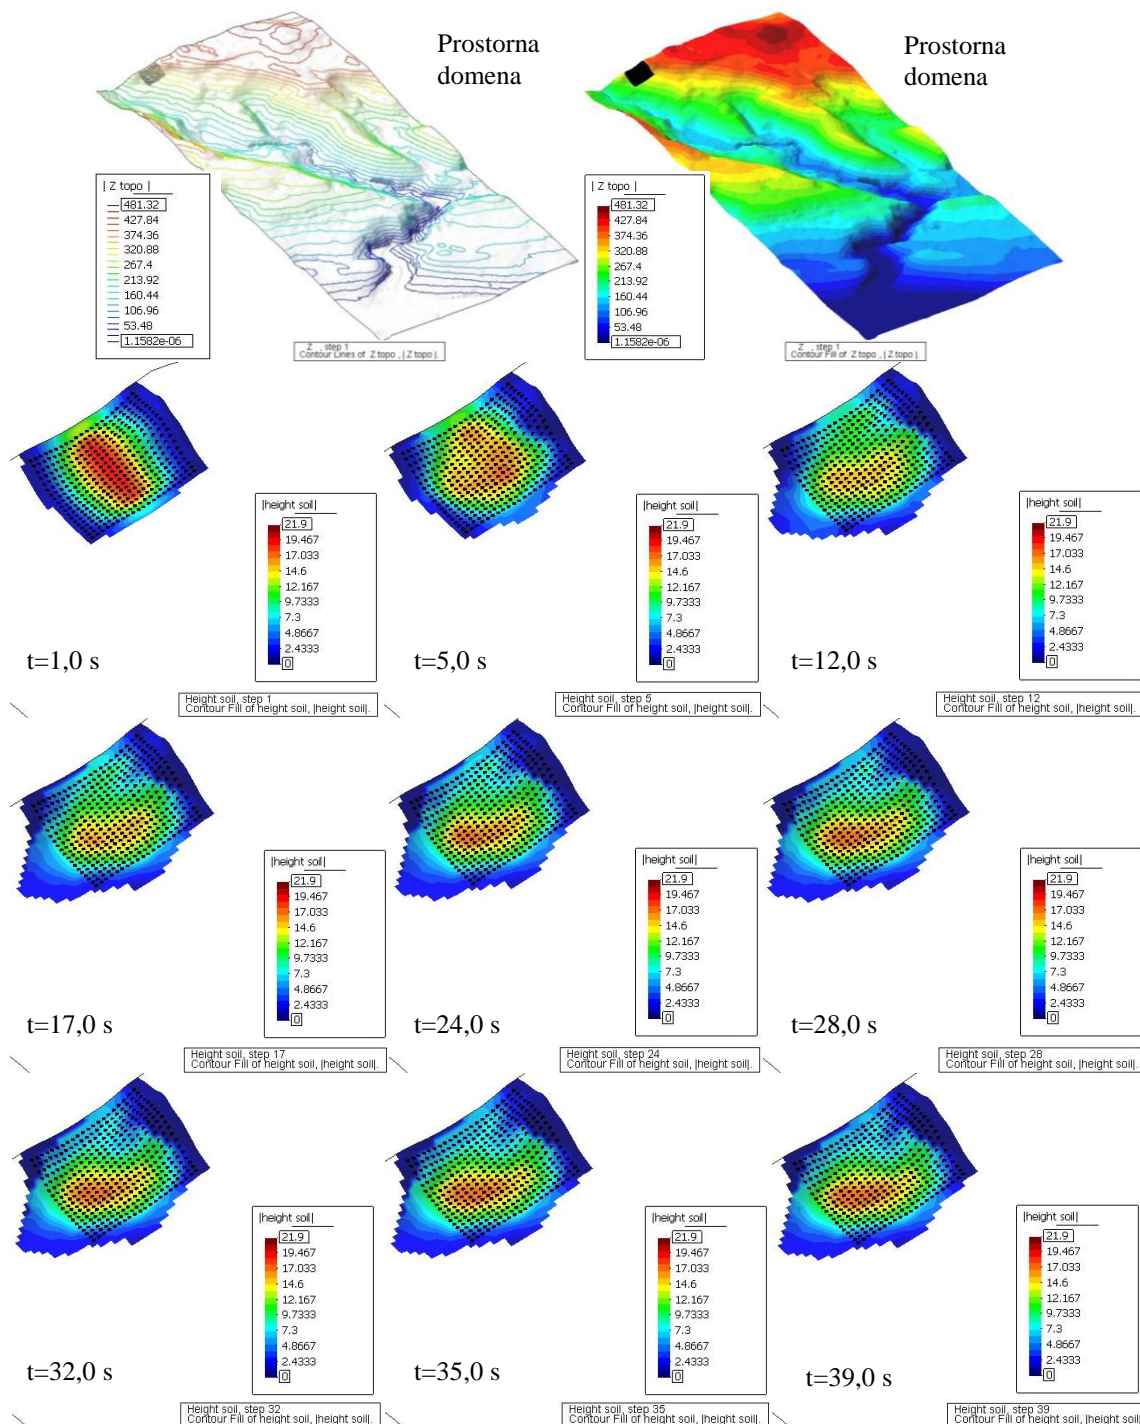 Prostorna
domena
Prostorna
domena
| Z topo |
481.32
427.84
374.36
320.88
267.4
213.92
160.44
106.96
53.48
1.1582e-06
Z , step 1
Contour Lines of Z topo , | Z topo |.
| Z topo |
481.32
427.84
374.36
320.88
267.4
213.92
160.44
106.96
53.48
1.1582e-06
Z , step 1
Contour Fill of Z topo , | Z topo |.
|height soil|
21.9
19.467
17.033
14.6
12.167
9.7333
7.3
4.8667
2.4333
0
t=1,0 s
Height soil, step 1
Contour Fill of height soil, |height soil|.
|height soil|
21.9
19.467
17.033
14.6
12.167
9.7333
7.3
4.8667
2.4333
0
t=5,0 s
Height soil, step 5
Contour Fill of height soil, |height soil|.
|height soil|
21.9
19.467
17.033
14.6
12.167
9.7333
7.3
4.8667
2.4333
0
t=12,0 s
Height soil, step 12
Contour Fill of height soil, |height soil|.
|height soil|
21.9
19.467
17.033
14.6
12.167
9.7333
7.3
4.8667
2.4333
0
t=17,0 s
Height soil, step 17
Contour Fill of height soil, |height soil|.
|height soil|
21.9
19.467
17.033
14.6
12.167
9.7333
7.3
4.8667
2.4333
0
t=24,0 s
Height soil, step 24
Contour Fill of height soil, |height soil|.
|height soil|
21.9
19.467
17.033
14.6
12.167
9.7333
7.3
4.8667
2.4333
0
t=28,0 s
Height soil, step 28
Contour Fill of height soil, |height soil|.
|height soil|
21.9
19.467
17.033
14.6
12.167
9.7333
7.3
4.8667
2.4333
0
t=32,0 s
Height soil, step 32
Contour Fill of height soil, |height soil|.
|height soil|
21.9
19.467
17.033
14.6
12.167
9.7333
7.3
4.8667
2.4333
0
t=35,0 s
Height soil, step 35
Contour Fill of height soil, |height soil|.
|height soil|
21.9
19.467
17.033
14.6
12.167
9.7333
7.3
4.8667
2.4333
0
t=39,0 s
Height soil, step 39
Contour Fill of height soil, |height soil|.